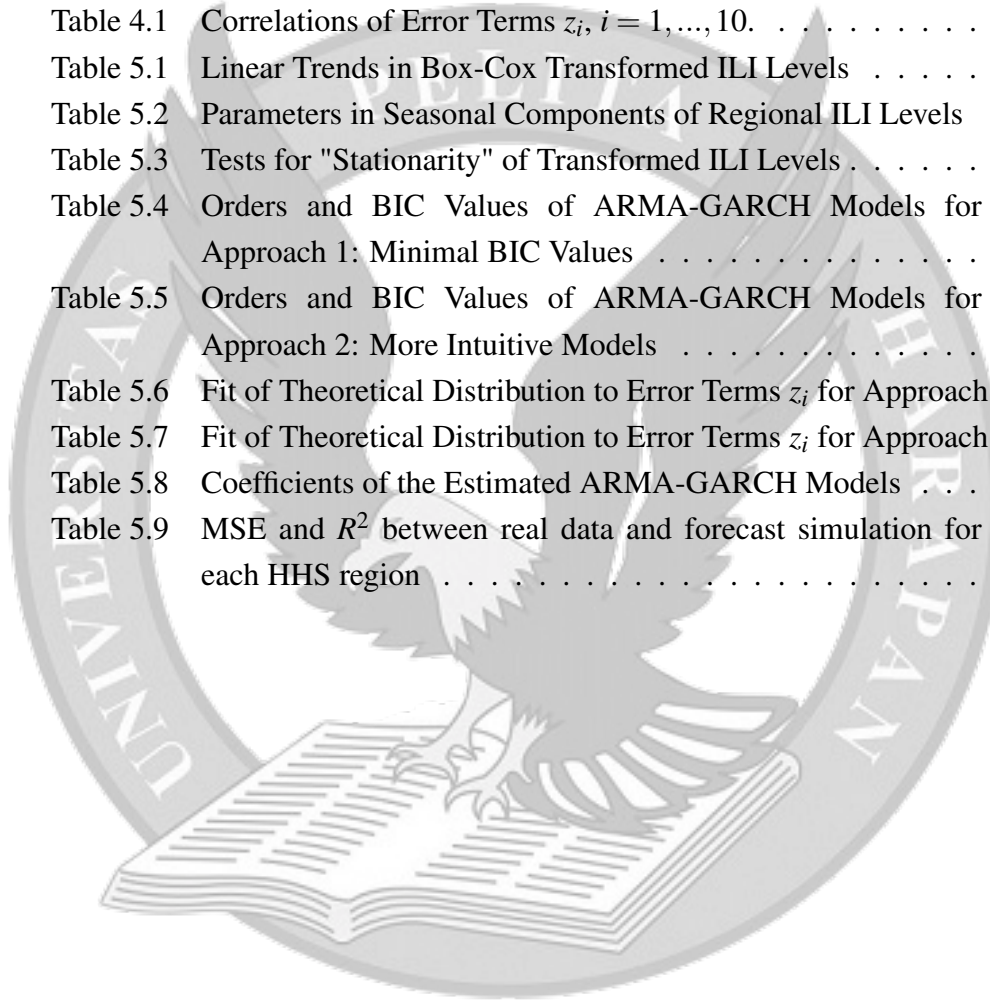 Table 4.1 Correlations of Error Terms z_i, i = 1,...,10. . . . . . . . . . .
Table 5.1 Linear Trends in Box-Cox Transformed ILI Levels . . . . .
Table 5.2 Parameters in Seasonal Components of Regional ILI Levels
Table 5.3 Tests for "Stationarity" of Transformed ILI Levels . . . . . .
Table 5.4 Orders and BIC Values of ARMA-GARCH Models for
Approach 1: Minimal BIC Values . . . . . . . . . . . . . .
Table 5.5 Orders and BIC Values of ARMA-GARCH Models for
Approach 2: More Intuitive Models . . . . . . . . . . . . .
Table 5.6 Fit of Theoretical Distribution to Error Terms z_i for Approach
Table 5.7 Fit of Theoretical Distribution to Error Terms z_i for Approach
Table 5.8 Coefficients of the Estimated ARMA-GARCH Models . . .
Table 5.9 MSE and R² between real data and forecast simulation for
each HHS region . . . . . . . . . . . . . . . . . . . . . . .
UNIVERSITAS PELITA HARAPAN